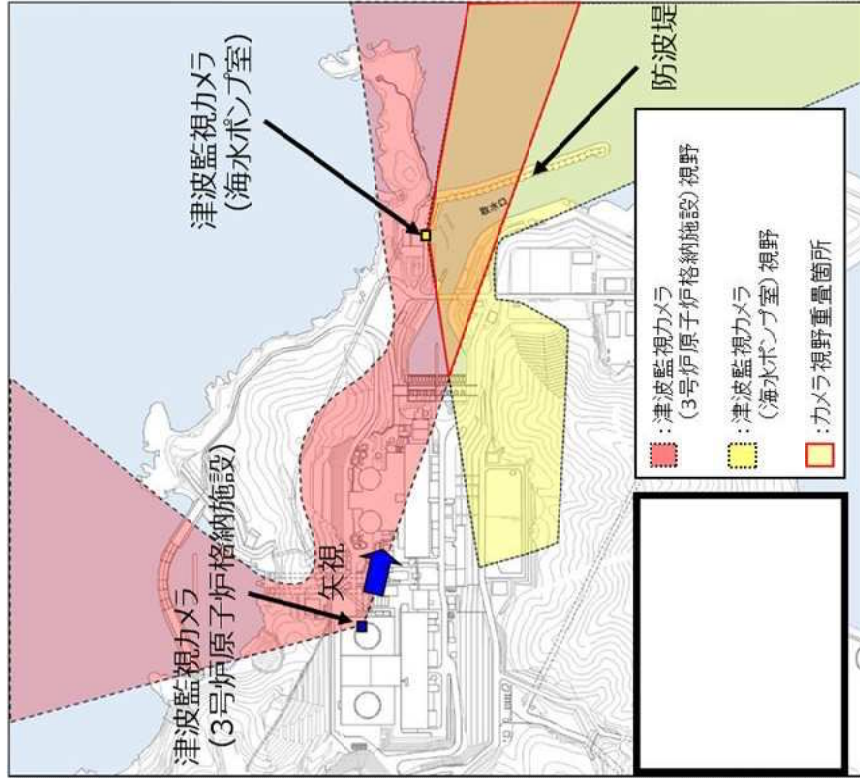 津波監視カメラ
(海水ポンプ室)
防波堤
取水口
津波監視カメラ
(3号炉原子炉格納施設)
矢視
:津波監視カメラ
(3号炉原子炉格納施設)視野
:津波監視カメラ
(海水ポンプ室)視野
:カメラ視野重畳箇所